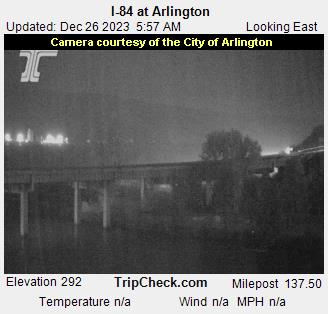 I-84 at Arlington
Updated: Dec 26 2023 5:57 AM Looking East
Camera courtesy of the City of Arlington
Elevation 292 TripCheck.com Milepost 137.50
Temperature n/a Wind n/a MPH n/a